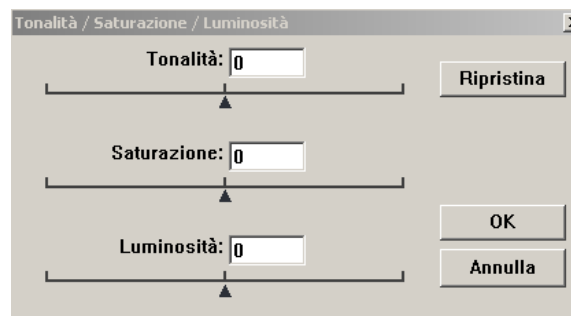 Tonalità / Saturazione / Luminosità
Tonalità: 0
Ripristina
Saturazione: 0
OK
Luminosità: 0
Annulla